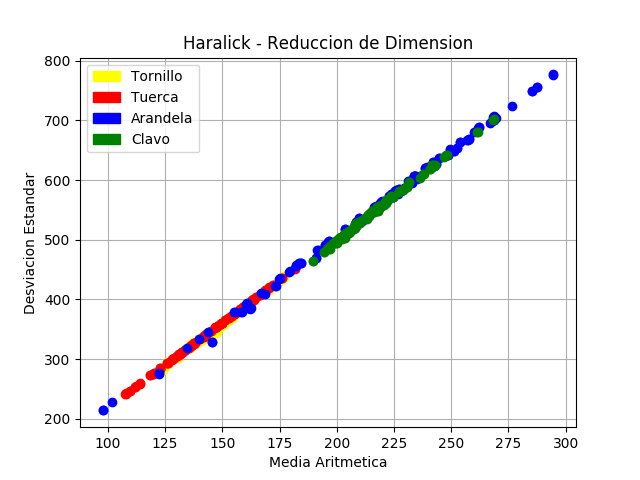 Haralick - Reduccion de Dimension
800
700
600
500
400
300
200
Desviacion Estandar
Tornillo
Tuerca
Arandela
Clavo
100 125 150 175 200 225 250 275 300
Media Aritmetica